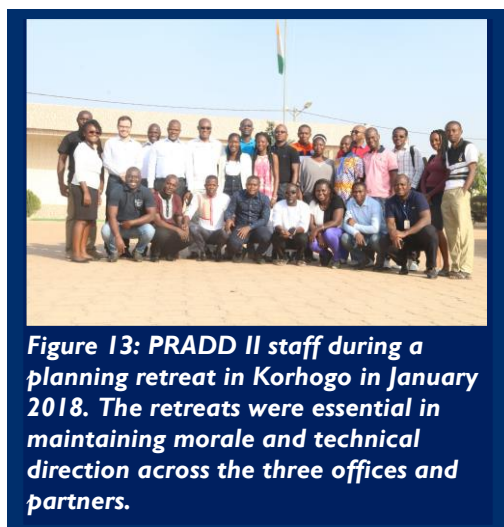 Figure 13: PRADD II staff during a
planning retreat in Korhogo in January
2018. The retreats were essential in
maintaining morale and technical
direction across the three offices and
partners.